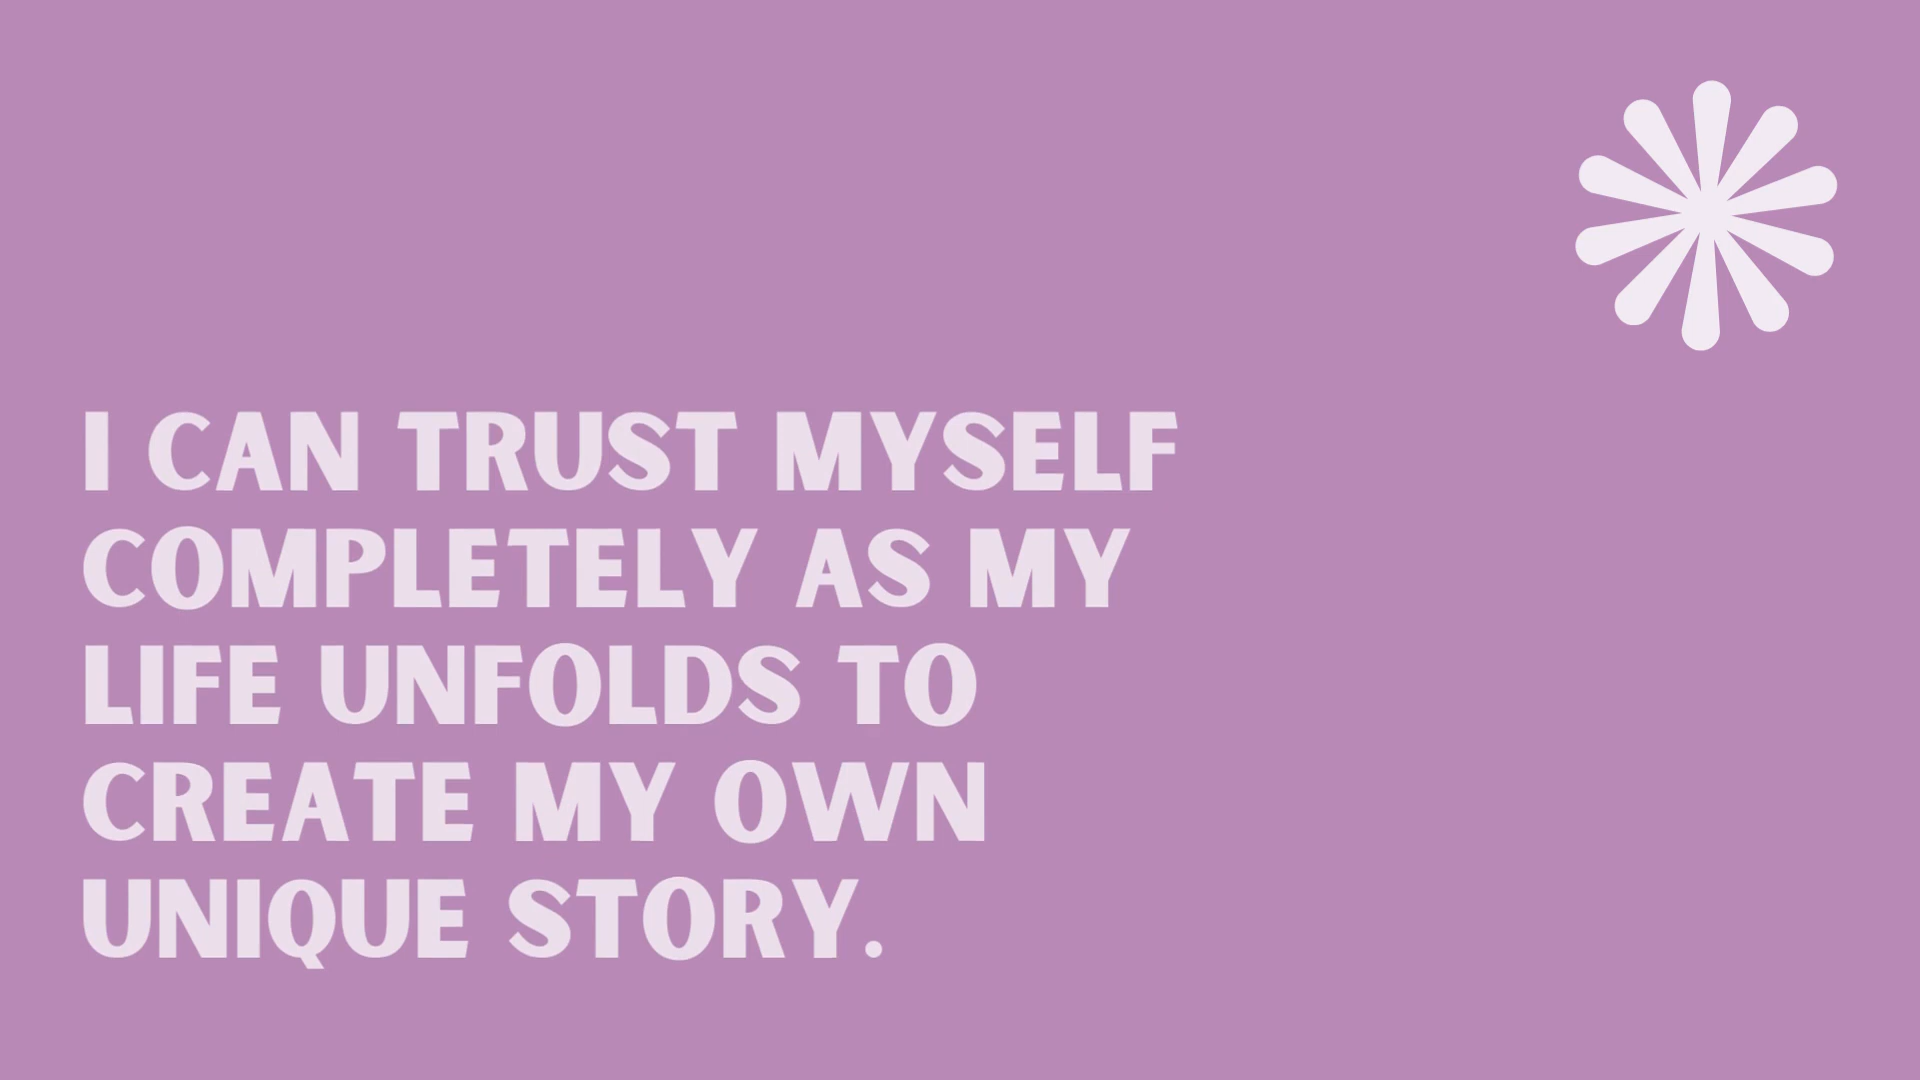 I CAN TRUST MYSELF
COMPLETELY AS MY
LIFE UNFOLDS TO
CREATE MY OWN
UNIQUE STORY.